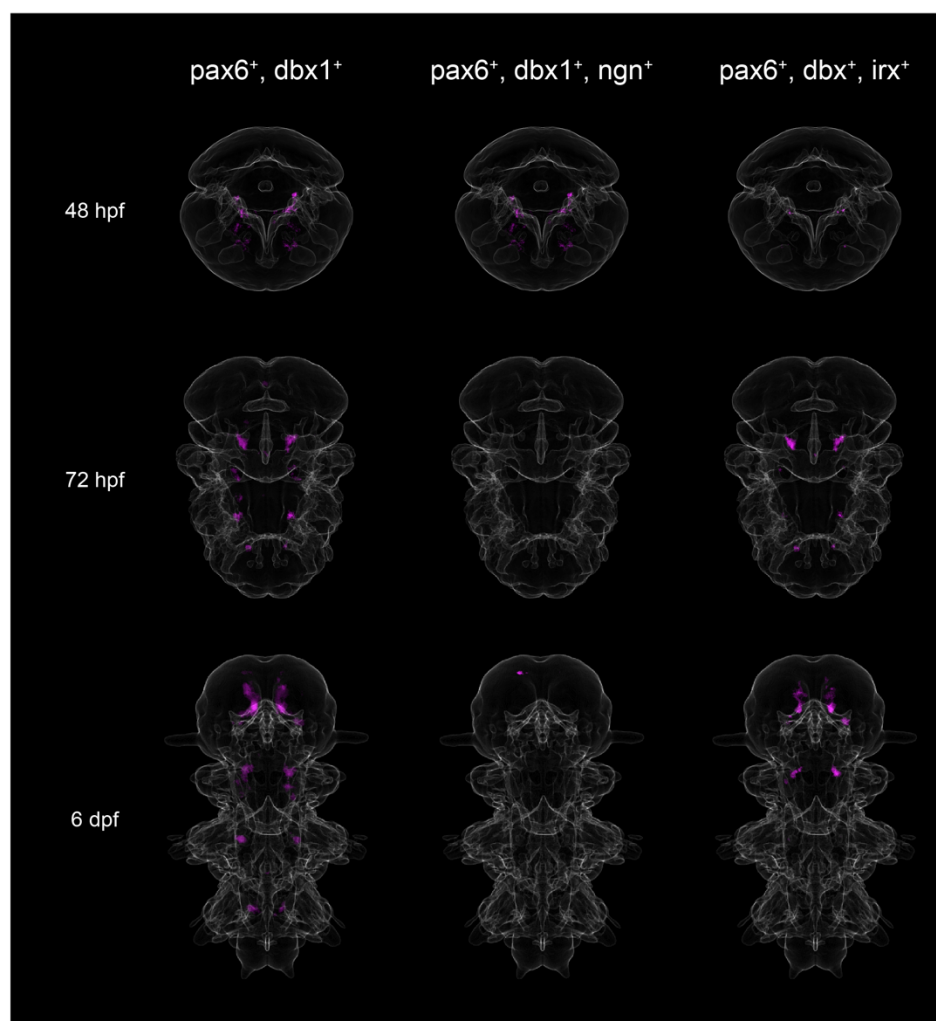 pax6⁺, dbx1⁺ pax6⁺, dbx1⁺, ngn⁺ pax6⁺, dbx⁺, irx⁺
48 hpf
72 hpf
6 dpf